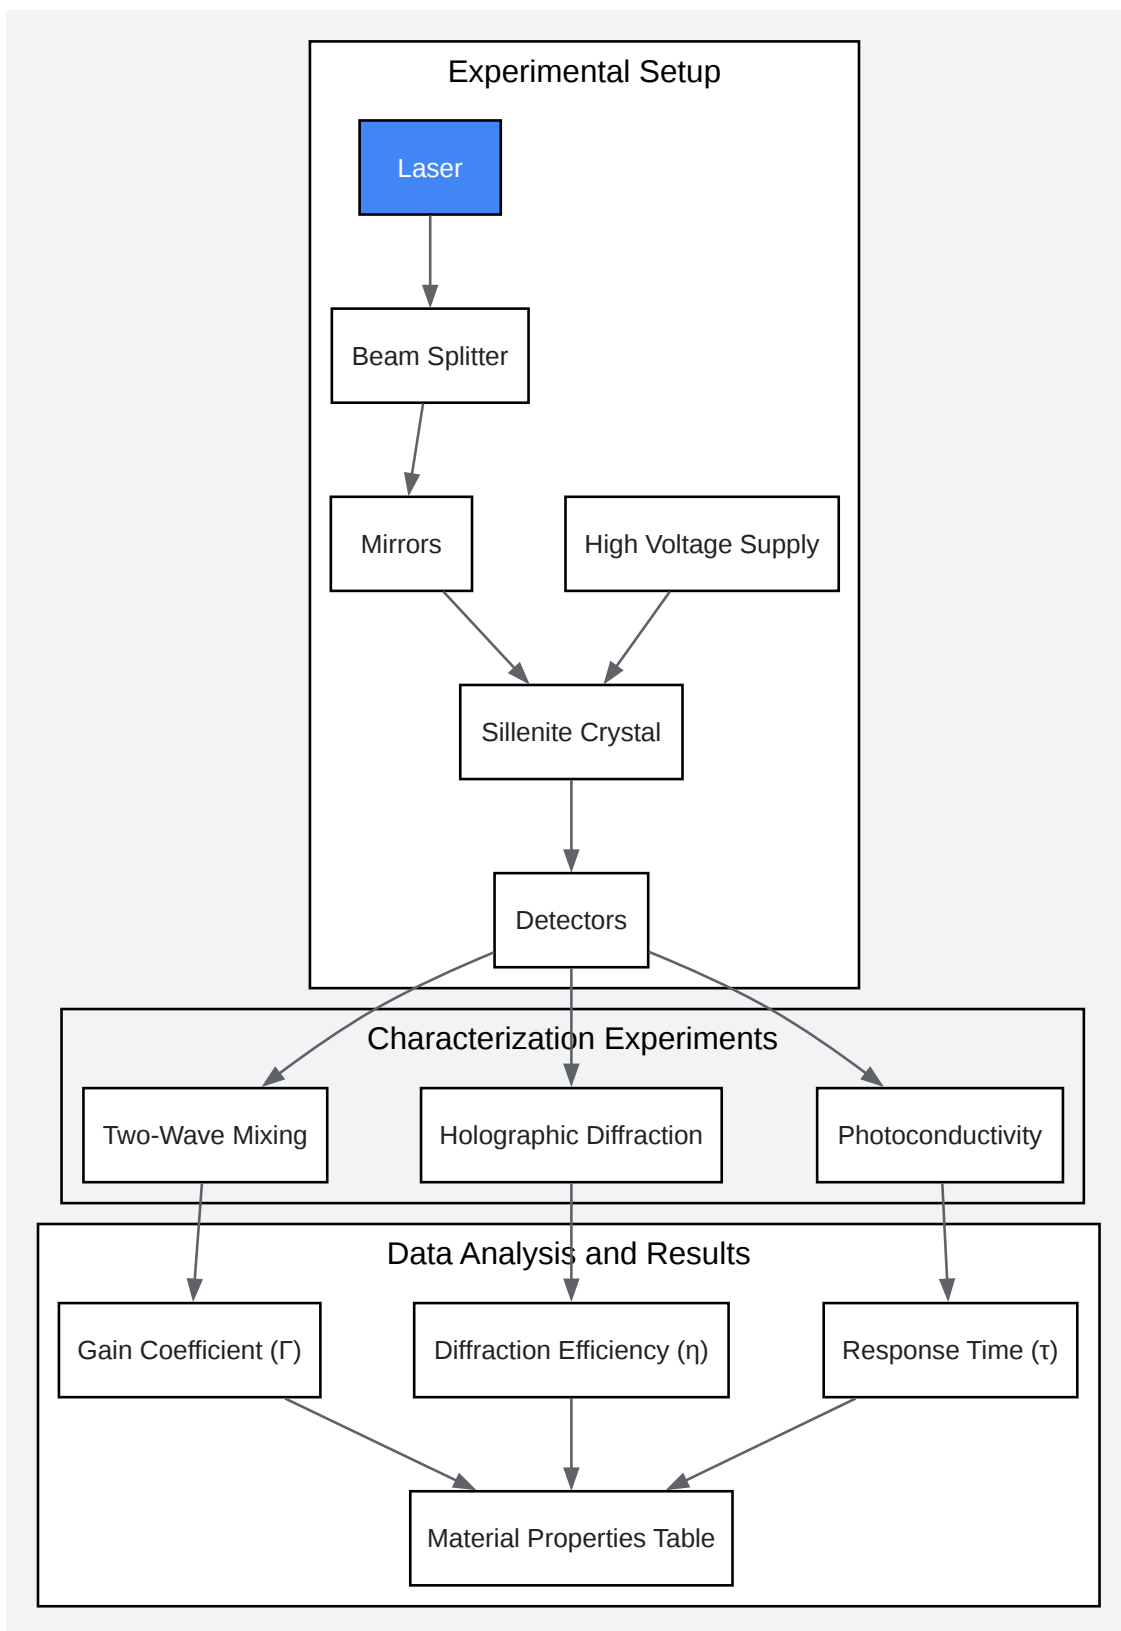 Experimental Setup
Laser
Beam Splitter
Mirrors
High Voltage Supply
Sillenite Crystal
Detectors
Characterization Experiments
Two-Wave Mixing
Holographic Diffraction
Photoconductivity
Data Analysis and Results
Gain Coefficient (Γ)
Diffraction Efficiency (η)
Response Time (τ)
Material Properties Table